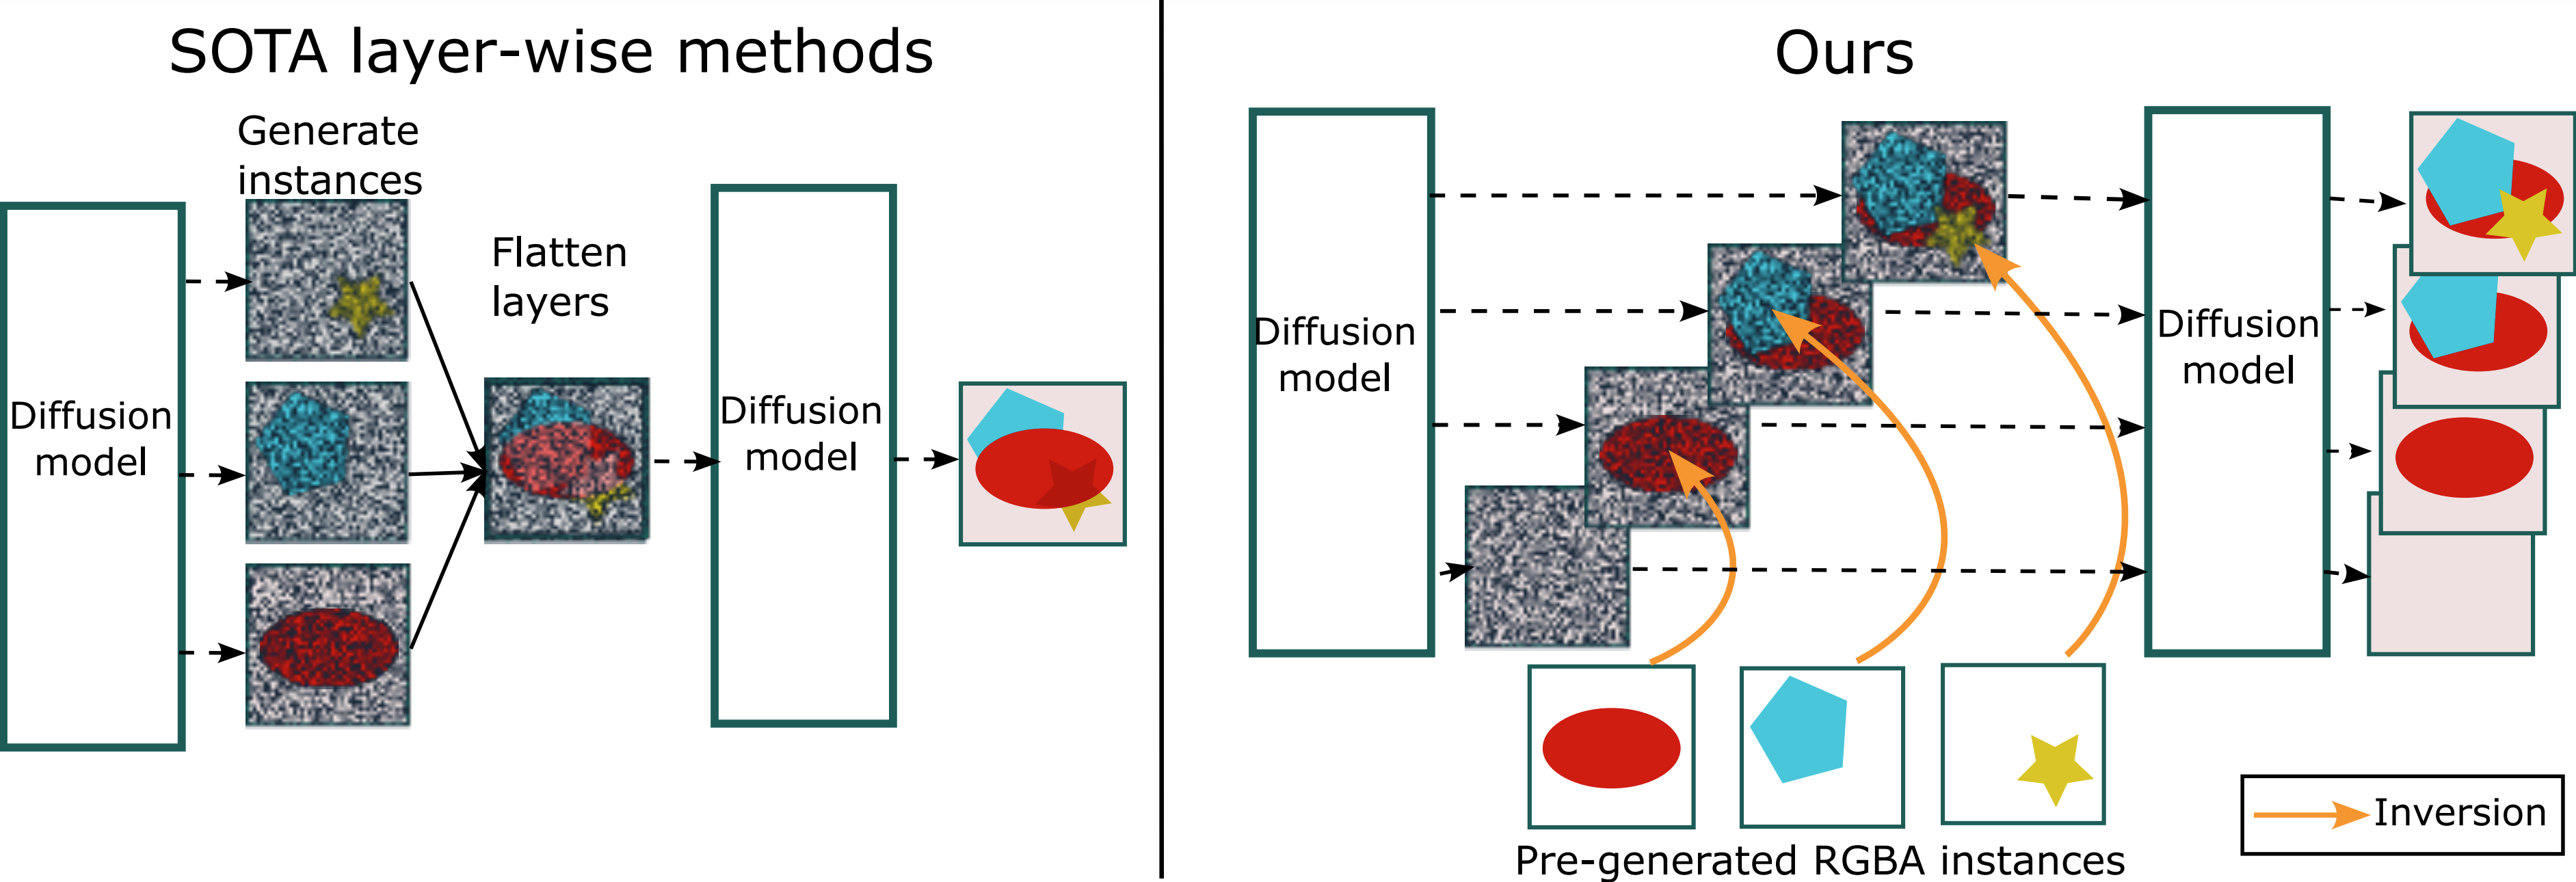 SOTA layer-wise methods
Generate
instances
Flatten
layers
Diffusion
model
Diffusion
model
Ours
Diffusion
model
Diffusion
model
Pre-generated RGBA instances
Inversion